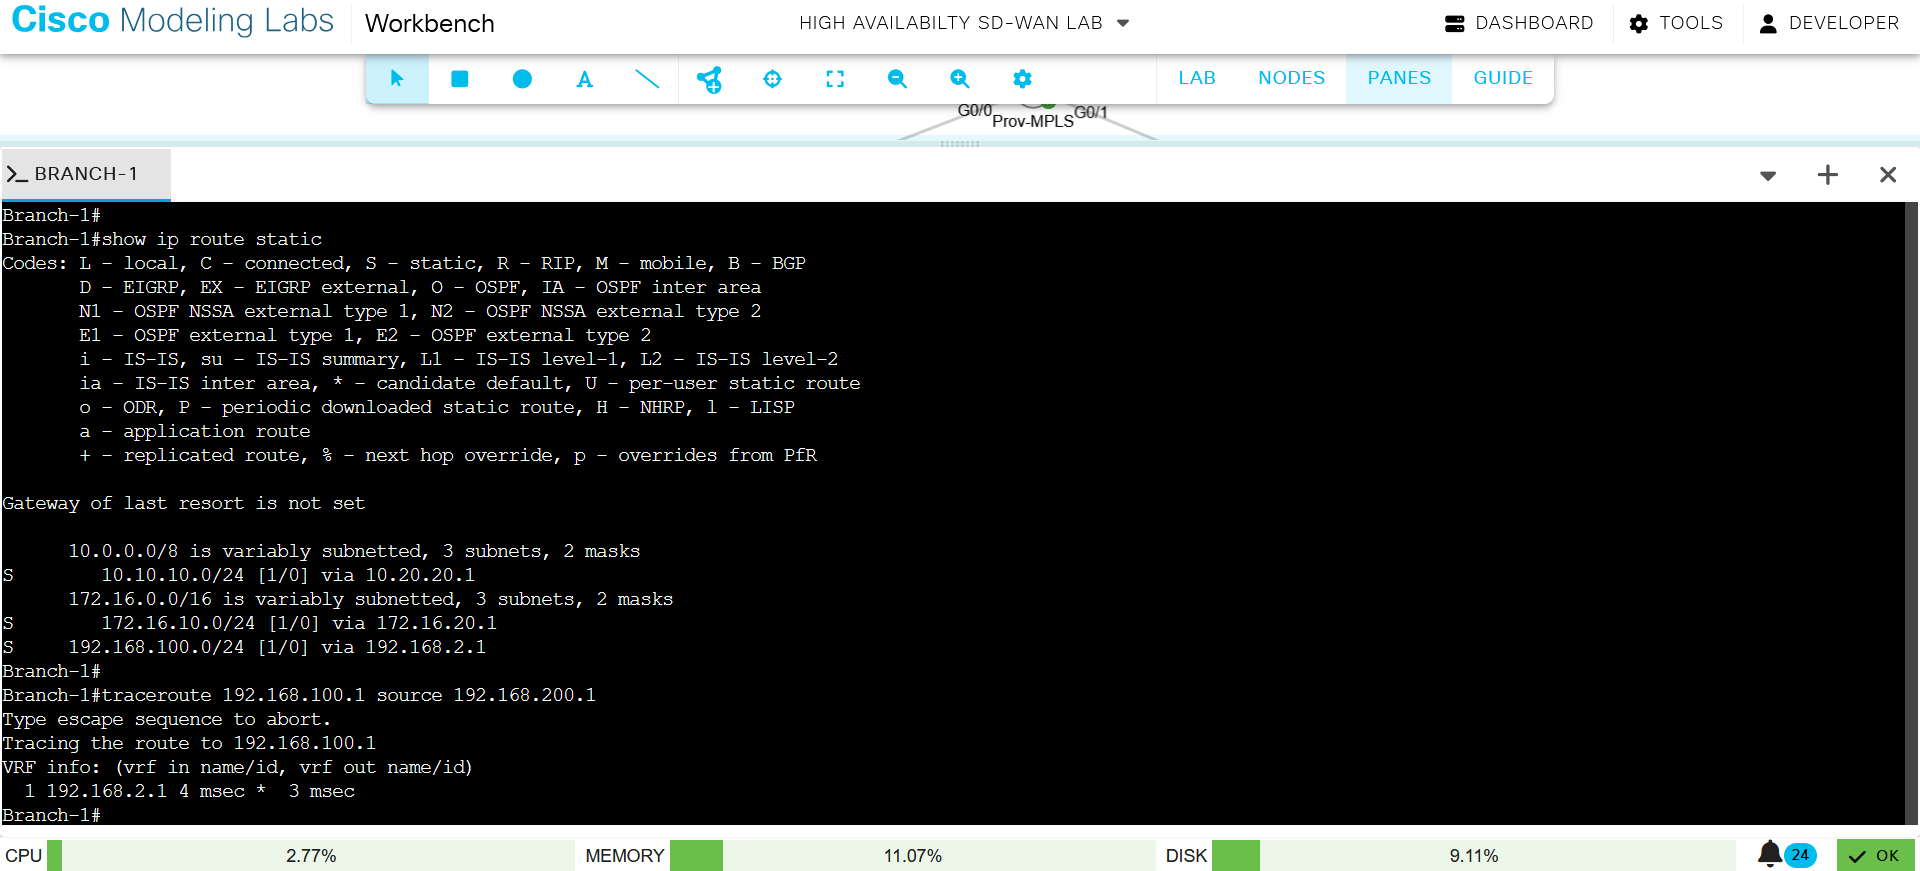 Cisco Modeling Labs Workbench HIGH AVAILABILTY SD-WAN LAB DASHBOARD TOOLS DEVELOPER
A LAB NODES PANES GUIDE
G0/0 Prov-MPLS G0/1
BRANCH-1
Branch-1#
Branch-1#show ip route static
Codes: L - local, C - connected, S - static, R - RIP, M - mobile, B - BGP
D - EIGRP, EX - EIGRP external, O - OSPF, IA - OSPF inter area
N1 - OSPF NSSA external type 1, N2 - OSPF NSSA external type 2
E1 - OSPF external type 1, E2 - OSPF external type 2
i - IS-IS, su - IS-IS summary, L1 - IS-IS level-1, L2 - IS-IS level-2
ia - IS-IS inter area, * - candidate default, U - per-user static route
o - ODR, P - periodic downloaded static route, H - NHRP, l - LISP
a - application route
+ - replicated route, % - next hop override, p - overrides from PfR
Gateway of last resort is not set
10.0.0.0/8 is variably subnetted, 3 subnets, 2 masks
S 10.10.10.0/24 [1/0] via 10.20.20.1
172.16.0.0/16 is variably subnetted, 3 subnets, 2 masks
S 172.16.10.0/24 [1/0] via 172.16.20.1
S 192.168.100.0/24 [1/0] via 192.168.2.1
Branch-1#
Branch-1#traceroute 192.168.100.1 source 192.168.200.1
Type escape sequence to abort.
Tracing the route to 192.168.100.1
VRF info: (vrf in name/id, vrf out name/id)
1 192.168.2.1 4 msec * 3 msec
Branch-1#
CPU 2.77% MEMORY 11.07% DISK 9.11% 24 OK